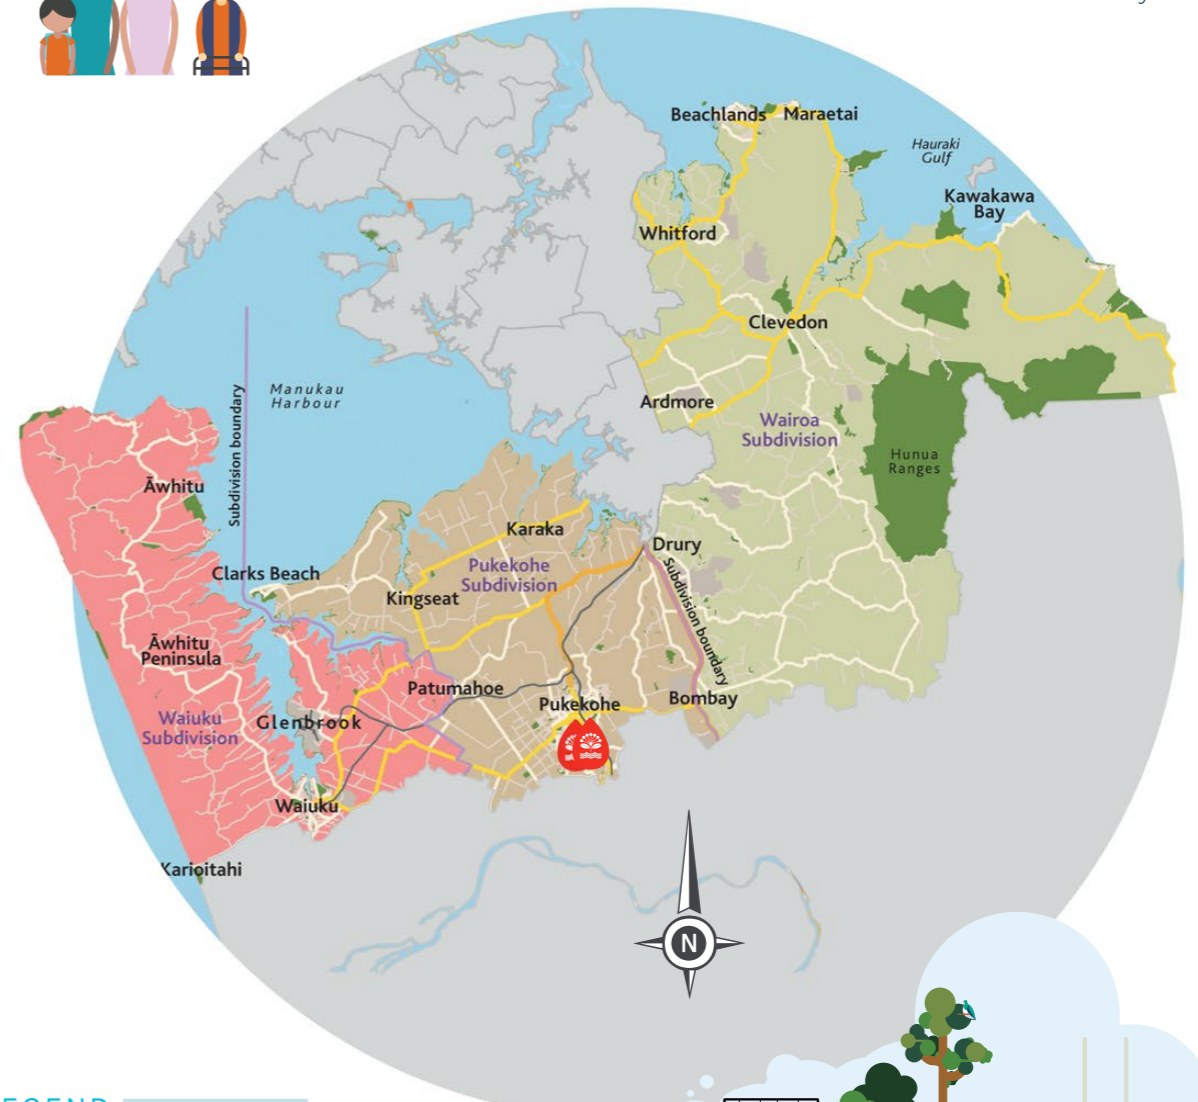 Beachlands
Maraetai
Hauraki
Gulf
Kawakawa
Bay
Whitford
Clevedon
Manukau
Harbour
Subdivision boundary
Ardmore
Wairoa
Subdivision
Hunua
Ranges
Āwhitu
Karaka
Drury
Pukekohe
Subdivision
Clarks Beach
Kingseat
Subdivision boundary
Āwhitu
Peninsula
Patumahoe
Pukekohe
Bombay
Waiuku
Subdivision
Glenbrook
Waiuku
Karioitahi
N